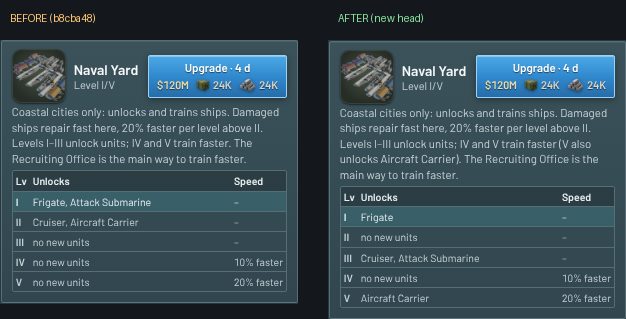 BEFORE (b8cba48)
Naval Yard
Level I/V
Upgrade · 4 d
$120M 24K 24K
Coastal cities only: unlocks and trains ships. Damaged
ships repair fast here, 20% faster per level above II.
Levels I–III unlock units; IV and V train faster. The
Recruiting Office is the main way to train faster.
Lv Unlocks Speed
I Frigate, Attack Submarine –
II Cruiser, Aircraft Carrier –
III no new units –
IV no new units 10% faster
V no new units 20% faster
AFTER (new head)
Naval Yard
Level I/V
Upgrade · 4 d
$120M 24K 24K
Coastal cities only: unlocks and trains ships. Damaged
ships repair fast here, 20% faster per level above II.
Levels I–III unlock units; IV and V train faster (V also
unlocks Aircraft Carrier). The Recruiting Office is the
main way to train faster.
Lv Unlocks Speed
I Frigate –
II no new units –
III Cruiser, Attack Submarine –
IV no new units 10% faster
V Aircraft Carrier 20% faster